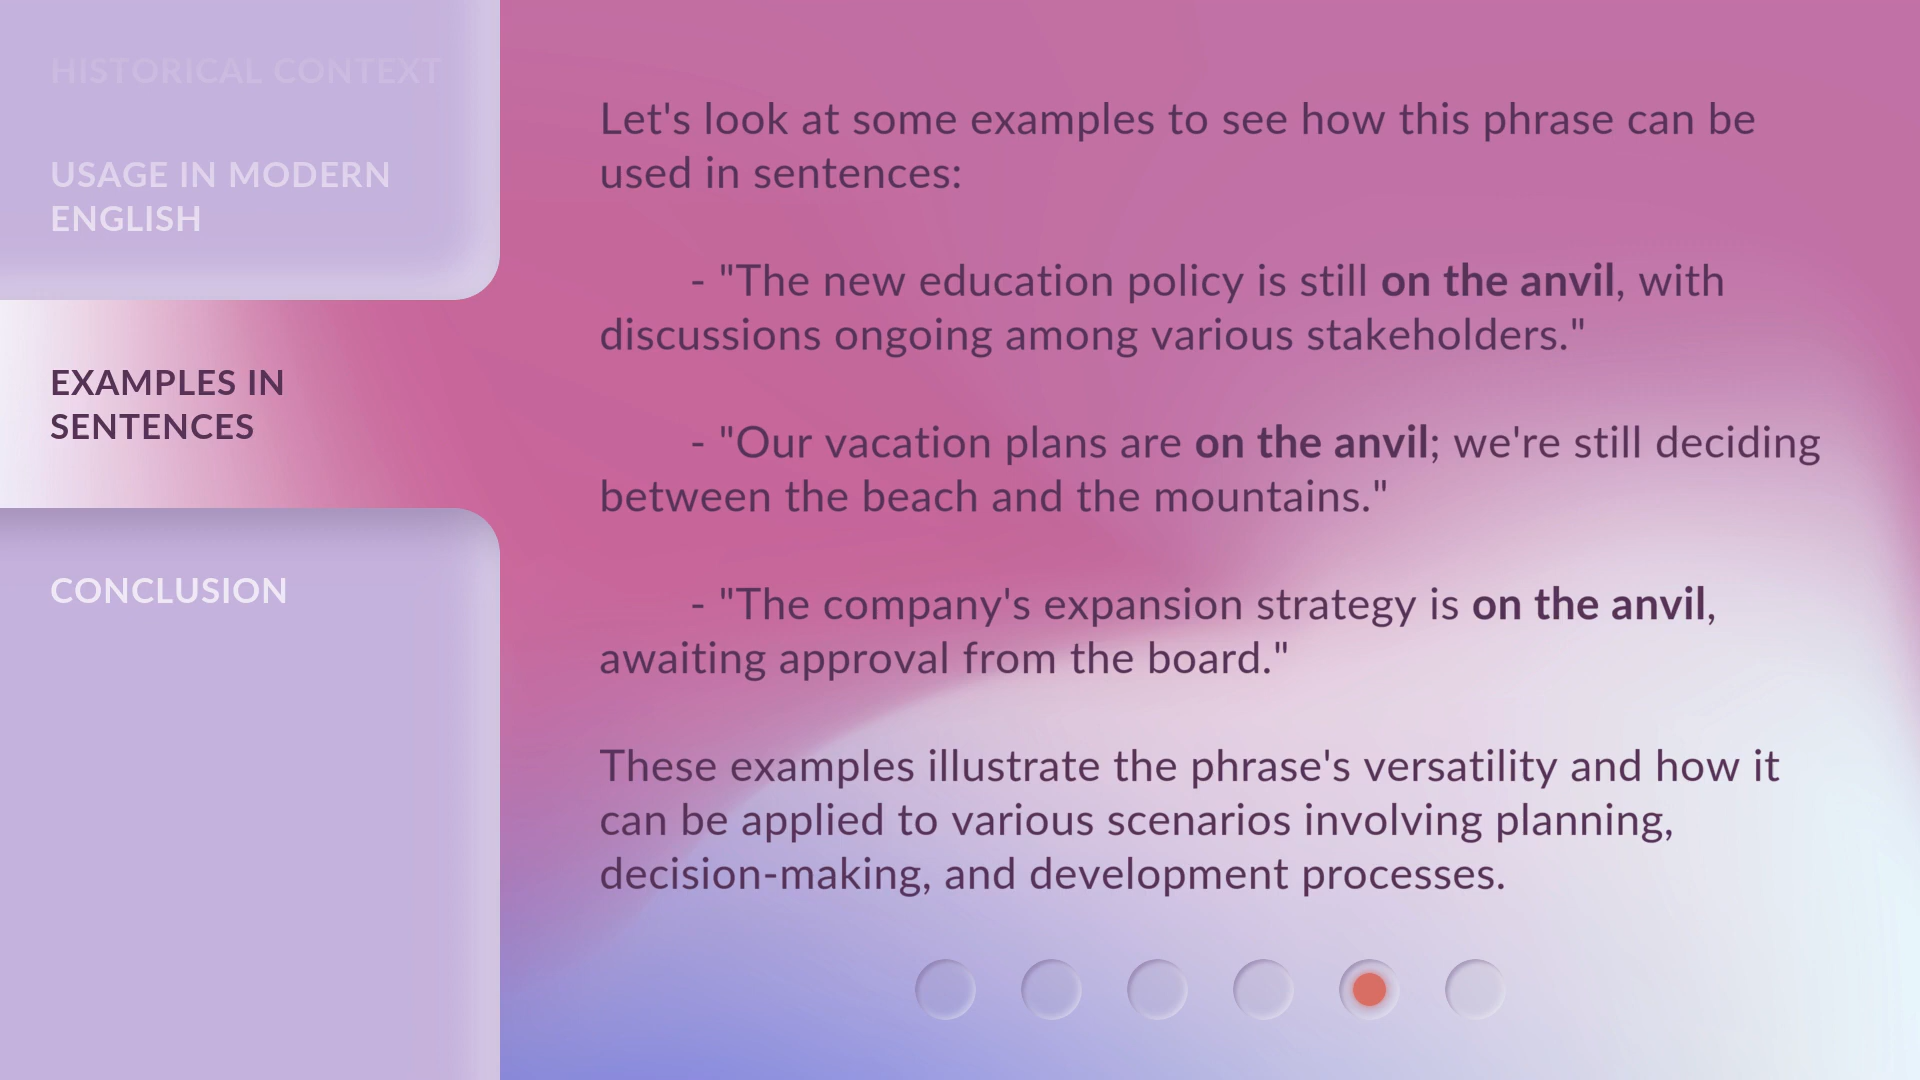 HISTORICAL CONTEXT
USAGE IN MODERN
ENGLISH
EXAMPLES IN
SENTENCES
CONCLUSION
Let's look at some examples to see how this phrase can be
used in sentences:
- "The new education policy is still on the anvil, with
discussions ongoing among various stakeholders."
- "Our vacation plans are on the anvil; we're still deciding
between the beach and the mountains."
- "The company's expansion strategy is on the anvil,
awaiting approval from the board."
These examples illustrate the phrase's versatility and how it
can be applied to various scenarios involving planning,
decision-making, and development processes.